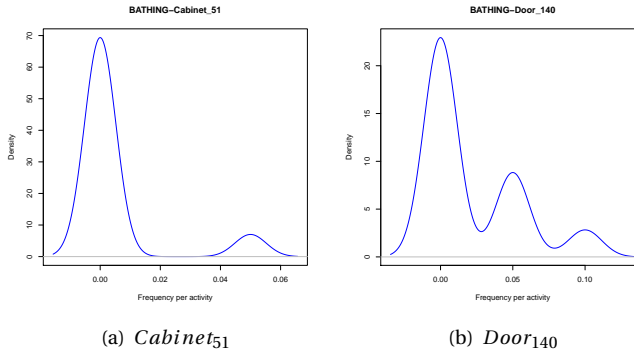 BATHING-Cabinet_51
Density
0 10 20 30 40 50 60 70
0.00 0.02 0.04 0.06
Frequency per activity
(a) Cabinet51
BATHING-Door_140
Density
0 5 10 15 20
0.00 0.05 0.10
Frequency per activity
(b) Door140